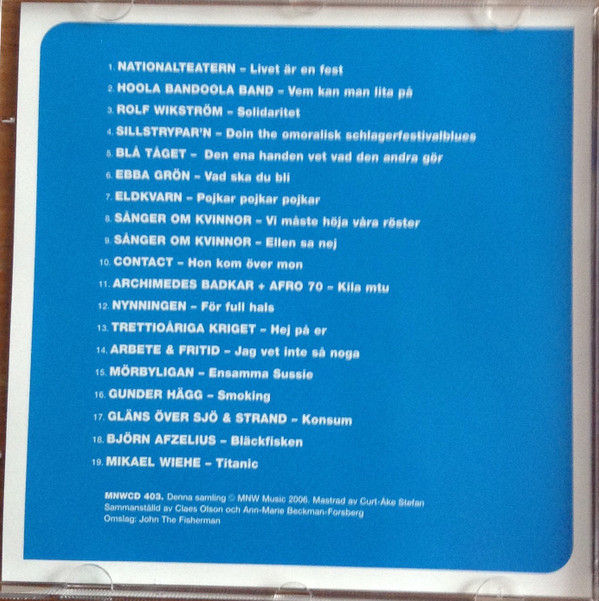 1. NATIONALTEATERN – Livet är en fest
2. HOOLA BANDOOLA BAND – Vem kan man lita på
3. ROLF WIKSTRÖM – Solidaritet
4. SILLSTRYPAR'N – Doin the omoralisk schlagerfestivalblues
5. BLÅ TÅGET – Den ena handen vet vad den andra gör
6. EBBA GRÖN – Vad ska du bli
7. ELDKVARN – Pojkar pojkar pojkar
8. SÅNGER OM KVINNOR – Vi måste höja våra röster
9. SÅNGER OM KVINNOR – Ellen sa nej
10. CONTACT – Hon kom över mon
11. ARCHIMEDES BADKAR + AFRO 70 – Kila mtu
12. NYNNINGEN – För full hals
13. TRETTIOÅRIGA KRIGET – Hej på er
14. ARBETE & FRITID – Jag vet inte så noga
15. MÖRBYLIGAN – Ensamma Sussie
16. GUNDER HÄGG – Smoking
17. GLÄNS ÖVER SJÖ & STRAND – Konsum
18. BJÖRN AFZELIUS – Bläckfisken
19. MIKAEL WIEHE – Titanic
MNWCD 403. Denna samling © MNW Music 2006. Mastrad av Curt-Åke Stefan
Sammanställd av Claes Olson och Ann-Marie Beckman-Forsberg
Omslag: John The Fisherman